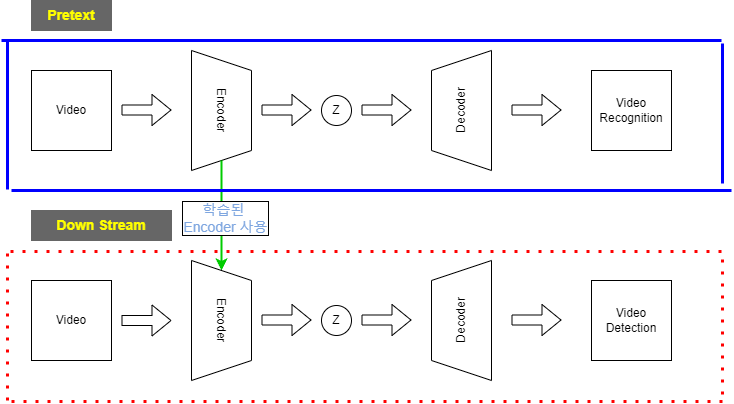 Pretext
Video
Encoder
Z
Decoder
Video
Recognition
학습된
Encoder 사용
Down Stream
Video
Encoder
Z
Decoder
Video
Detection